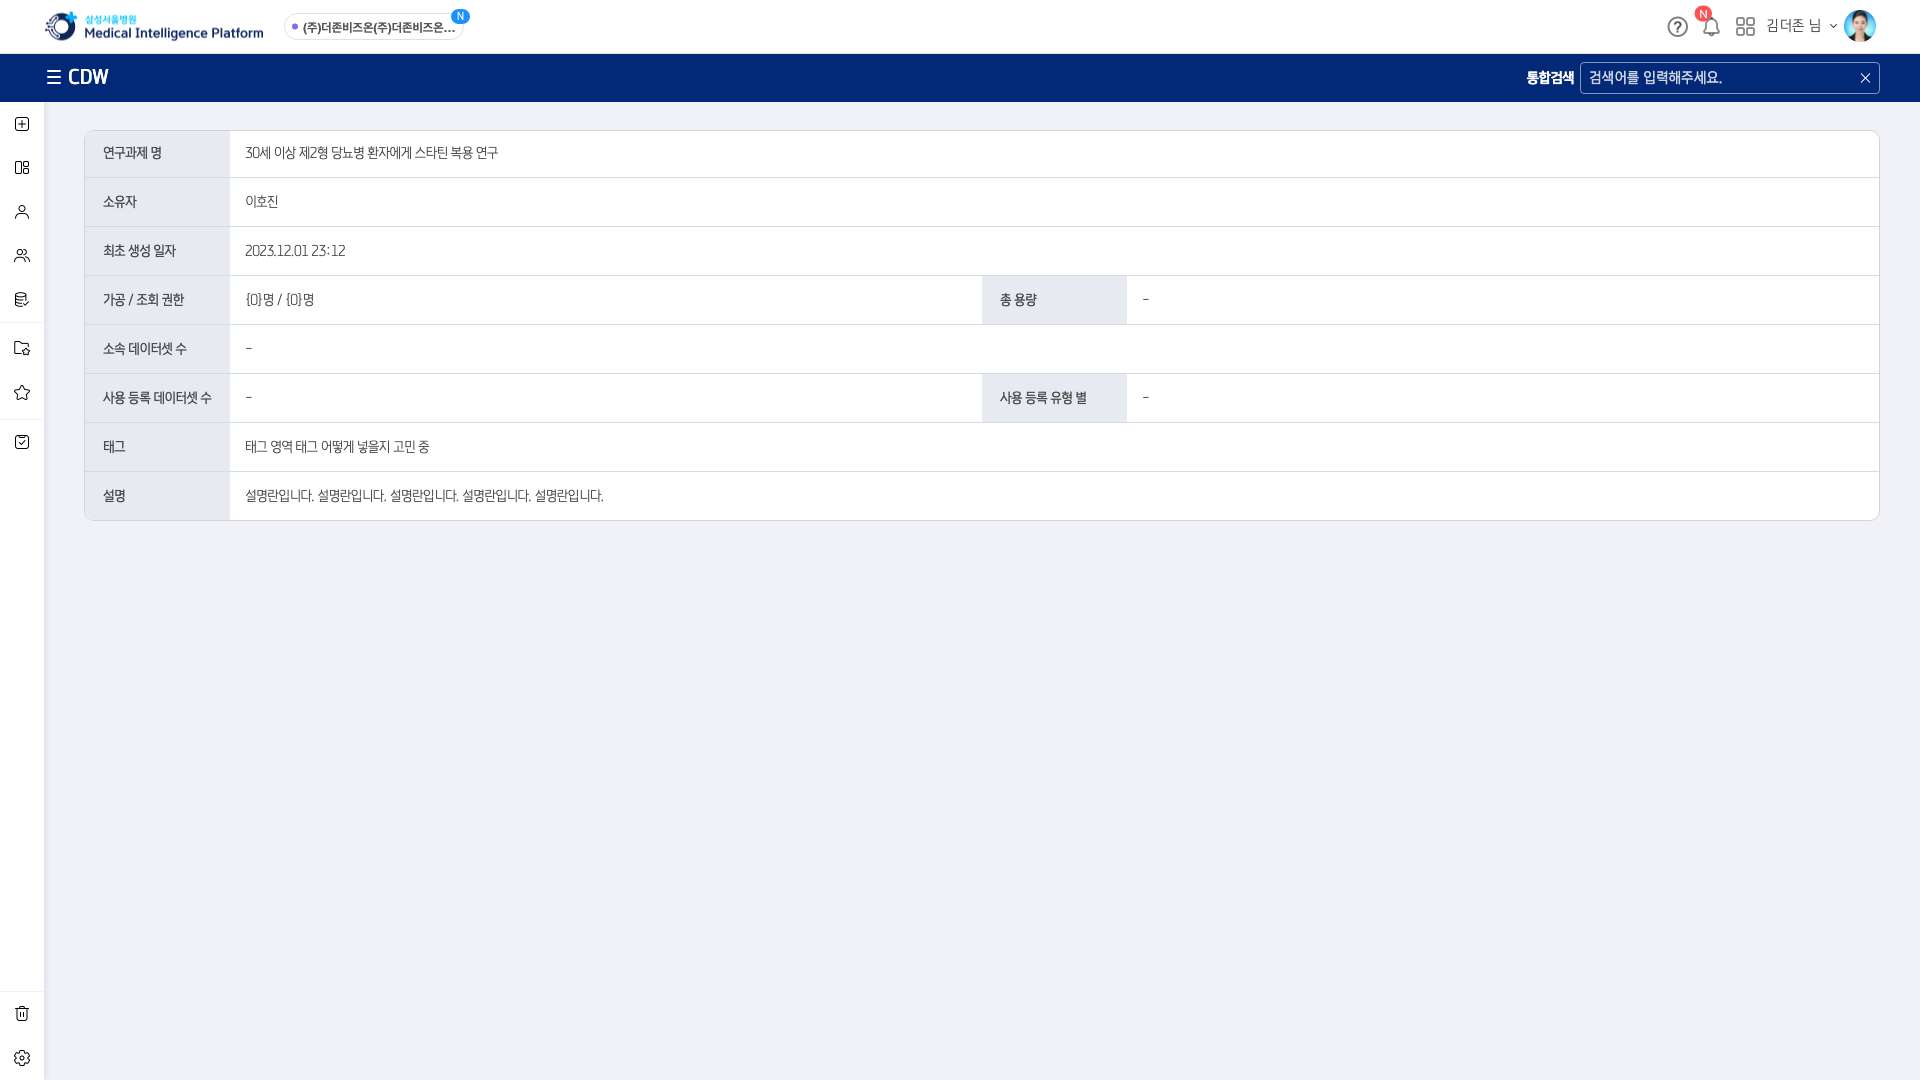 삼성서울병원
Medical Intelligence Platform
(주)더존비즈온(주)더존비즈온...
N
N
김더존 님
CDW
통합검색
검색어를 입력해주세요.
연구과제 명
30세 이상 제2형 당뇨병 환자에게 스타틴 복용 연구
소유자
이호진
최초 생성 일자
2023.12.01 23:12
가공 / 조회 권한
{0}명 / {0}명
총 용량
-
소속 데이터셋 수
-
사용 등록 데이터셋 수
-
사용 등록 유형 별
-
태그
태그 영역 태그 어떻게 넣을지 고민 중
설명
설명란입니다. 설명란입니다. 설명란입니다. 설명란입니다. 설명란입니다.